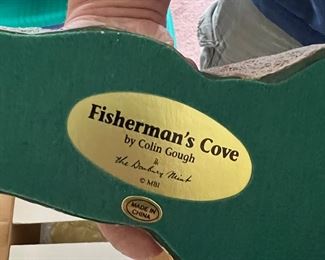 Fisherman's Cove
by Colin Gough
&
the Danbury Mint
© MBI
MADE IN
CHINA